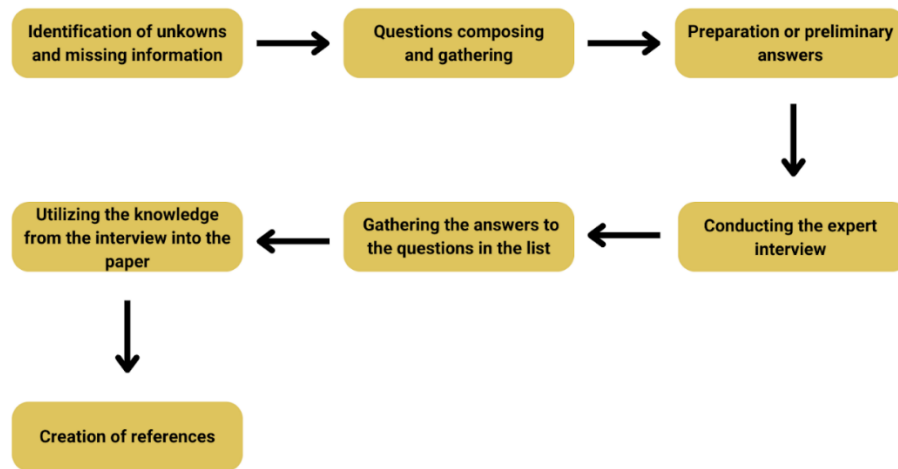 Identification of unkowns
and missing information
Questions composing
and gathering
Preparation or preliminary
answers
Conducting the expert
interview
Gathering the answers to
the questions in the list
Utilizing the knowledge
from the interview into the
paper
Creation of references